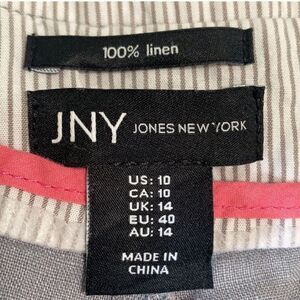 100% linen
JNY JONES NEW YORK
US: 10
CA: 10
UK: 14
EU: 40
AU: 14
MADE IN
CHINA